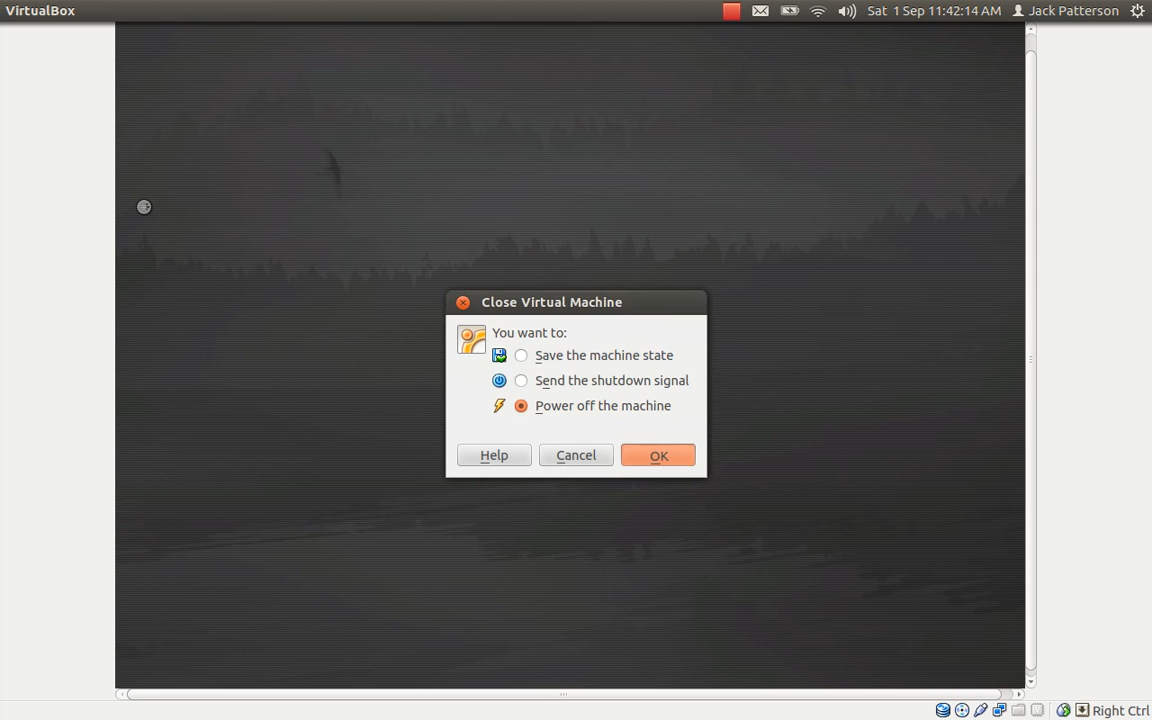 VirtualBox
Sat 1 Sep 11:42:14 AM
Jack Patterson
Close Virtual Machine
You want to:
Save the machine state
Send the shutdown signal
Power off the machine
Help
Cancel
OK
Right Ctrl